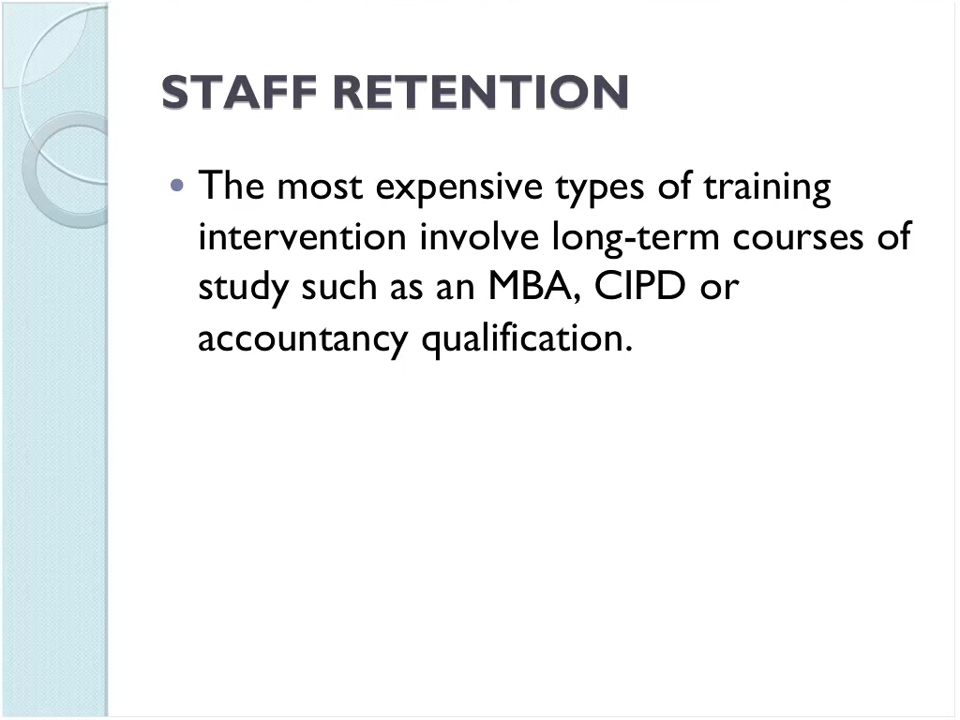 STAFF RETENTION
• The most expensive types of training
intervention involve long-term courses of
study such as an MBA, CIPD or
accountancy qualification.